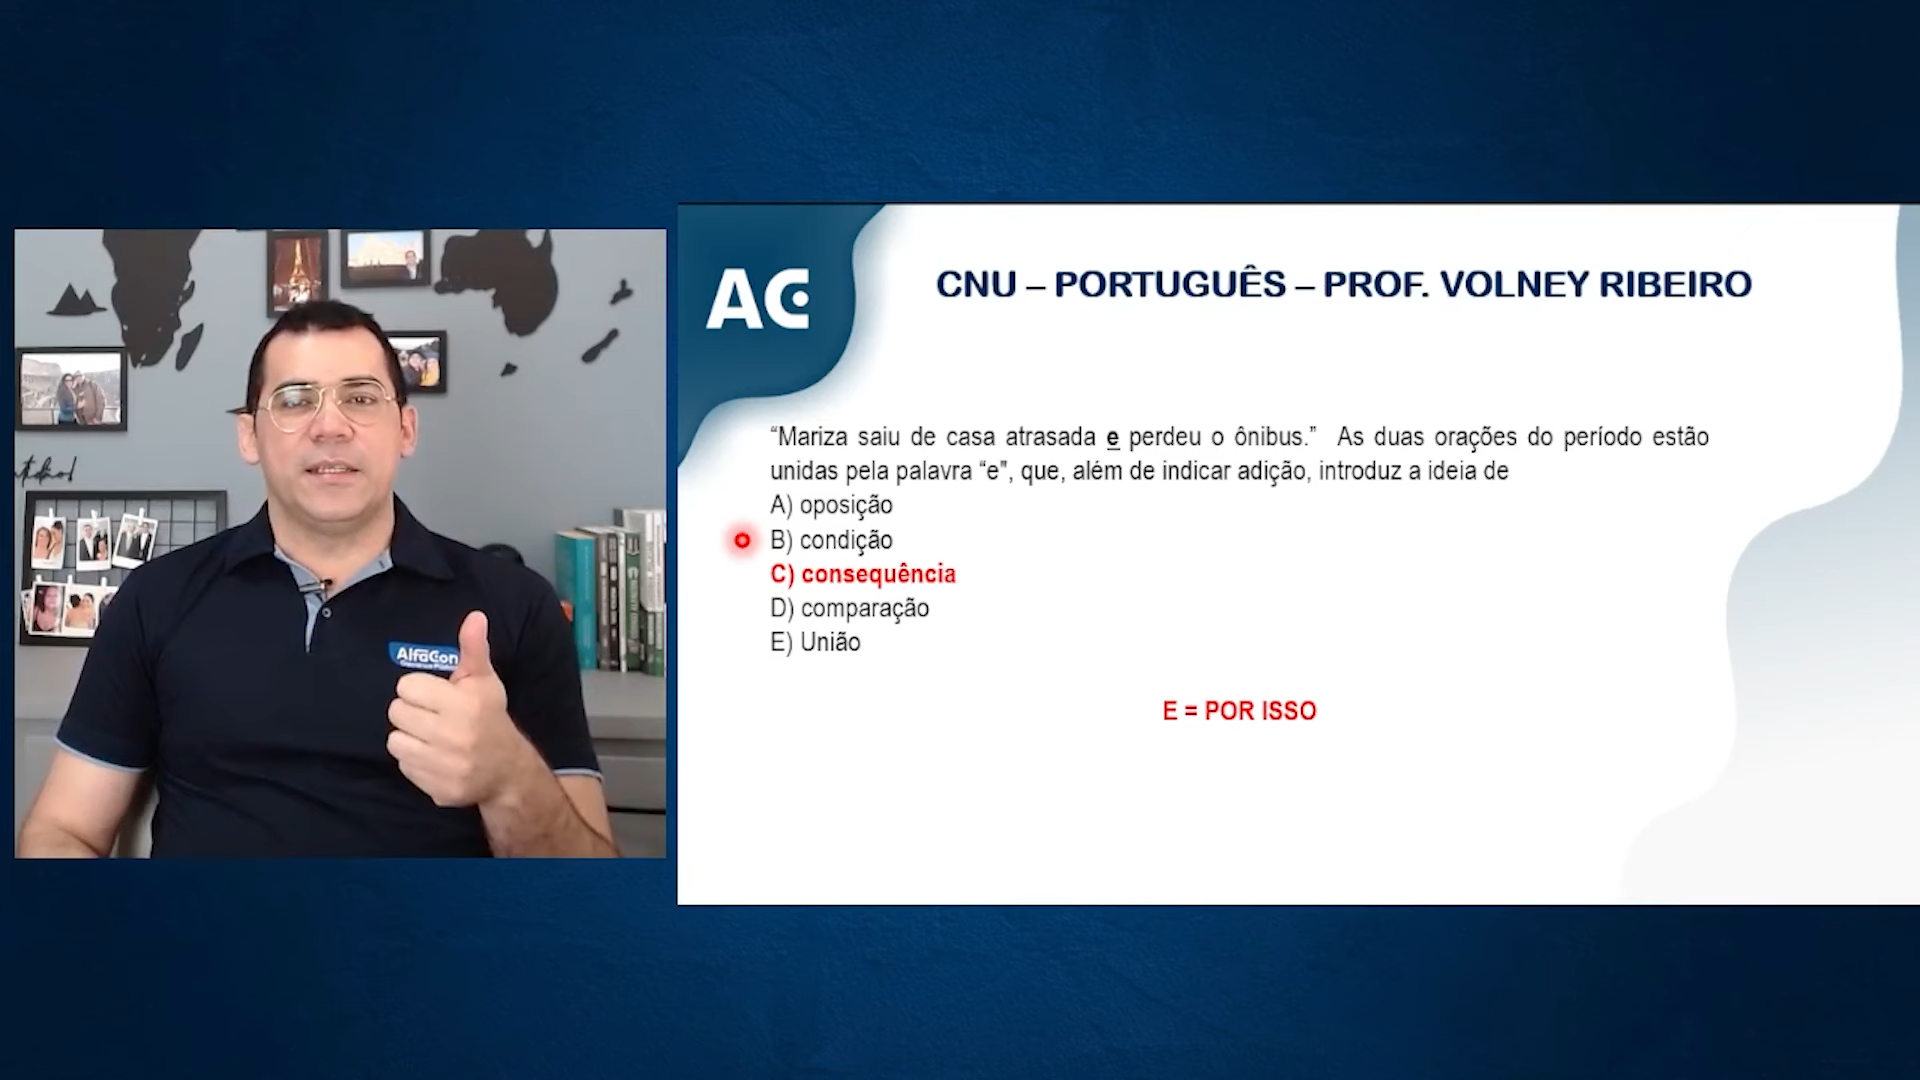 AC
CNU – PORTUGUÊS – PROF. VOLNEY RIBEIRO
“Mariza saiu de casa atrasada e perdeu o ônibus.” As duas orações do período estão
unidas pela palavra “e”, que, além de indicar adição, introduz a ideia de
A) oposição
B) condição
C) consequência
D) comparação
E) União
E = POR ISSO
AlfaCon